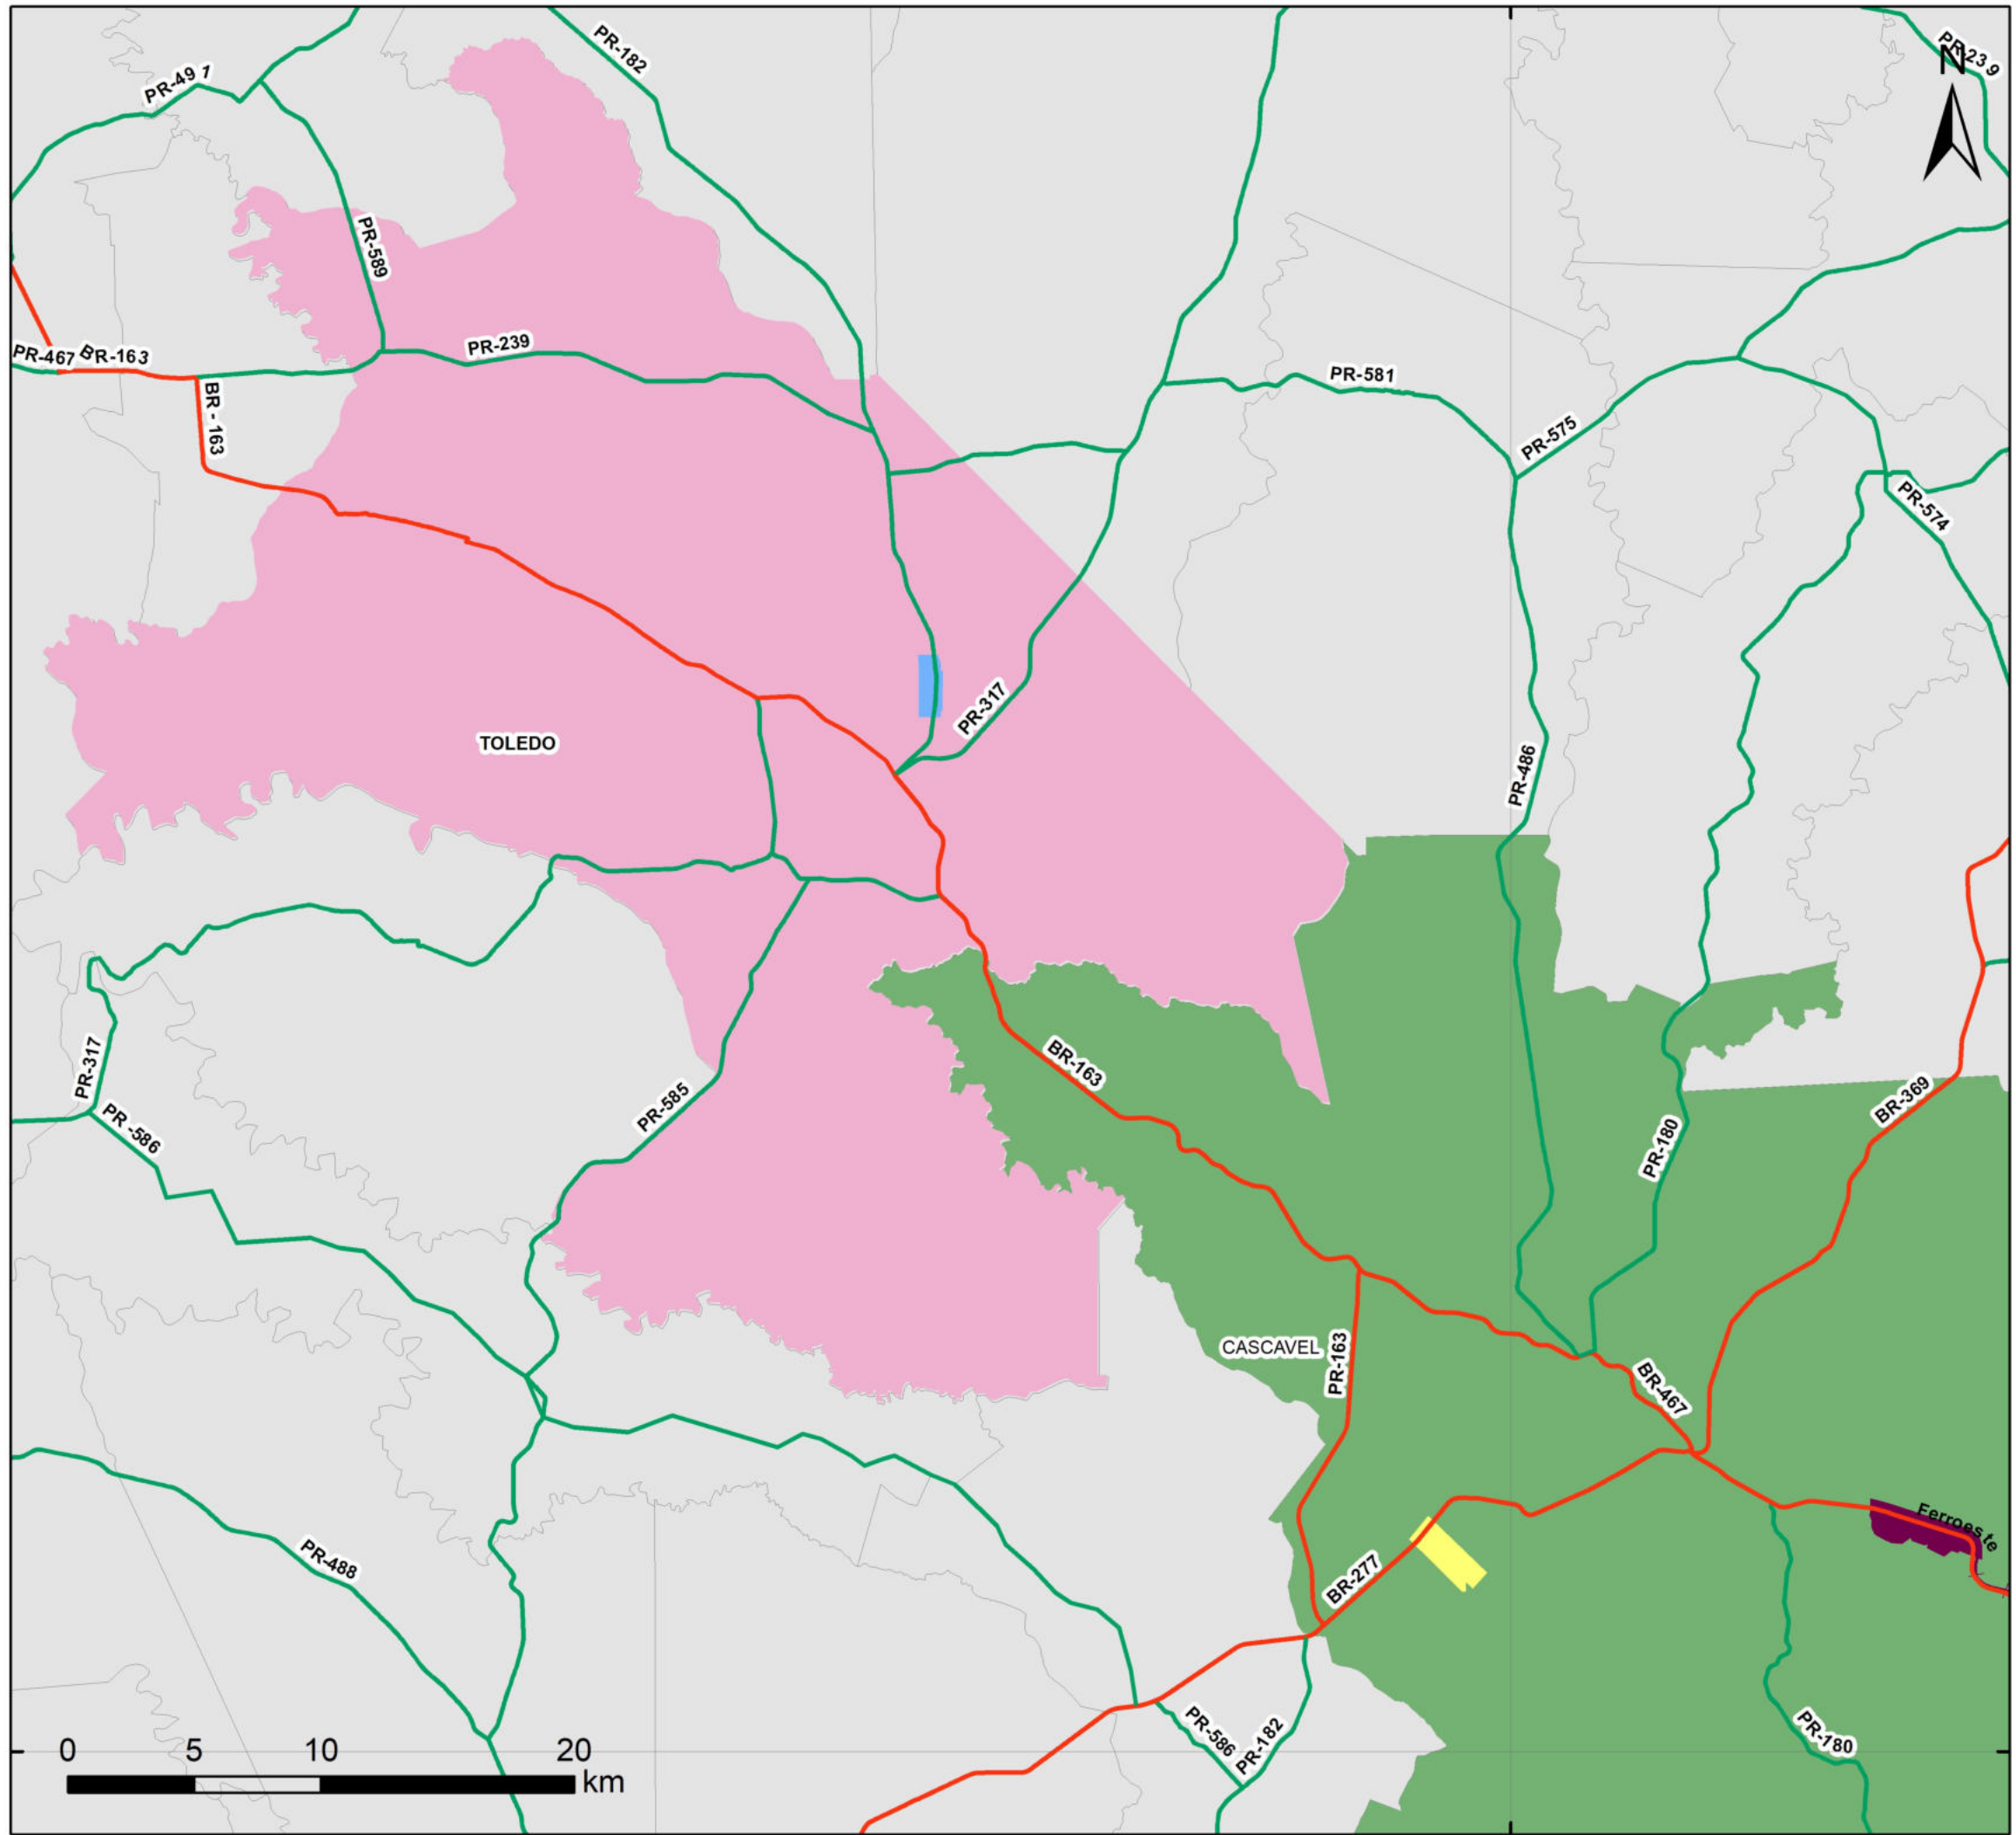 PR-182
PR-49 1
PR-23 9
N
PR-589
PR-467
BR-163
PR-239
BR - 163
PR-581
PR-575
PR-574
PR-317
TOLEDO
PR-486
PR-317
BR-163
PR-585
PR -586
PR-180
BR-369
CASCAVEL
PR-163
BR-467
Ferroeste
PR-488
BR-277
PR-586
PR-182
PR-180
0 5 10 20
km